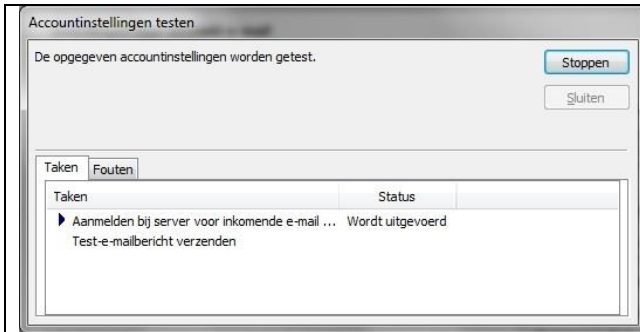 Accountinstellingen testen
De opgegeven accountinstellingen worden getest.
Stoppen
Sluiten
Taken Fouten
Taken Status
Aanmelden bij server voor inkomende e-mail ... Wordt uitgevoerd
Test-e-mailbericht verzenden